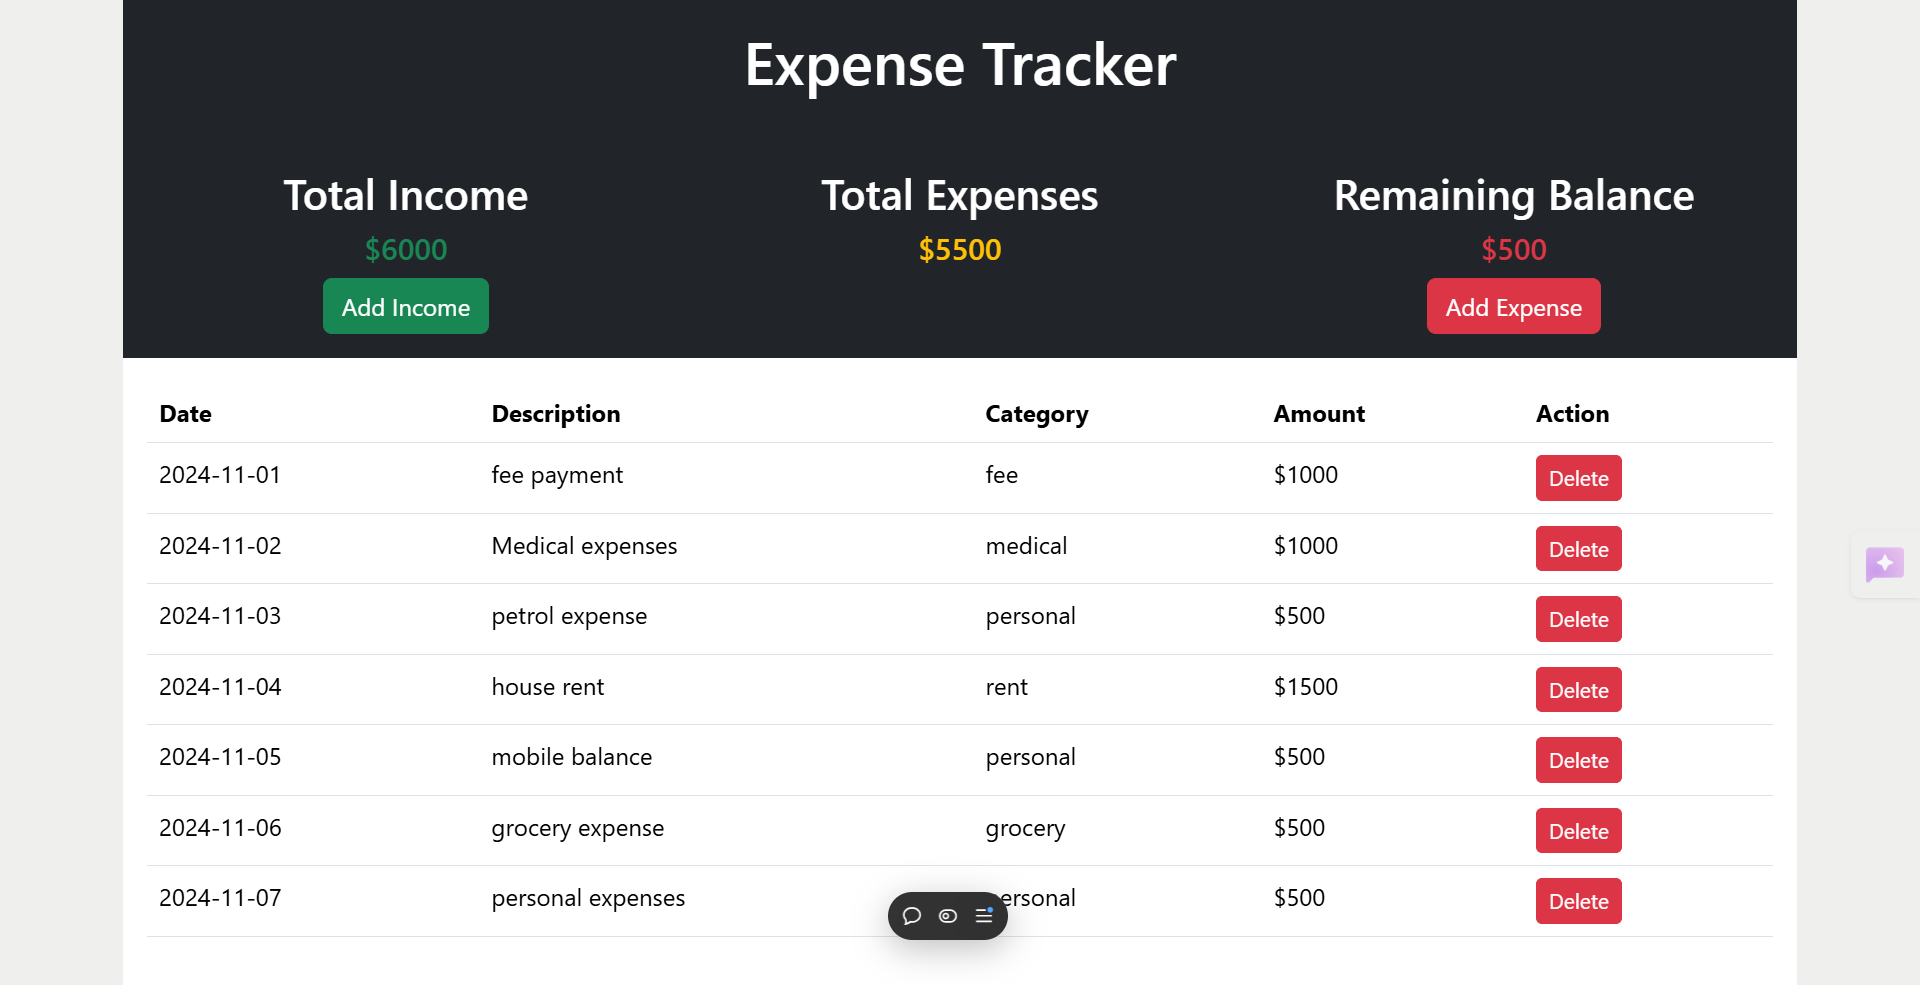 Expense Tracker
Total Income Total Expenses Remaining Balance
$6000 $5500 $500
Add Income Add Expense
Date Description Category Amount Action
2024-11-01 fee payment fee $1000 Delete
2024-11-02 Medical expenses medical $1000 Delete
2024-11-03 petrol expense personal $500 Delete
2024-11-04 house rent rent $1500 Delete
2024-11-05 mobile balance personal $500 Delete
2024-11-06 grocery expense grocery $500 Delete
2024-11-07 personal expenses ersonal $500 Delete